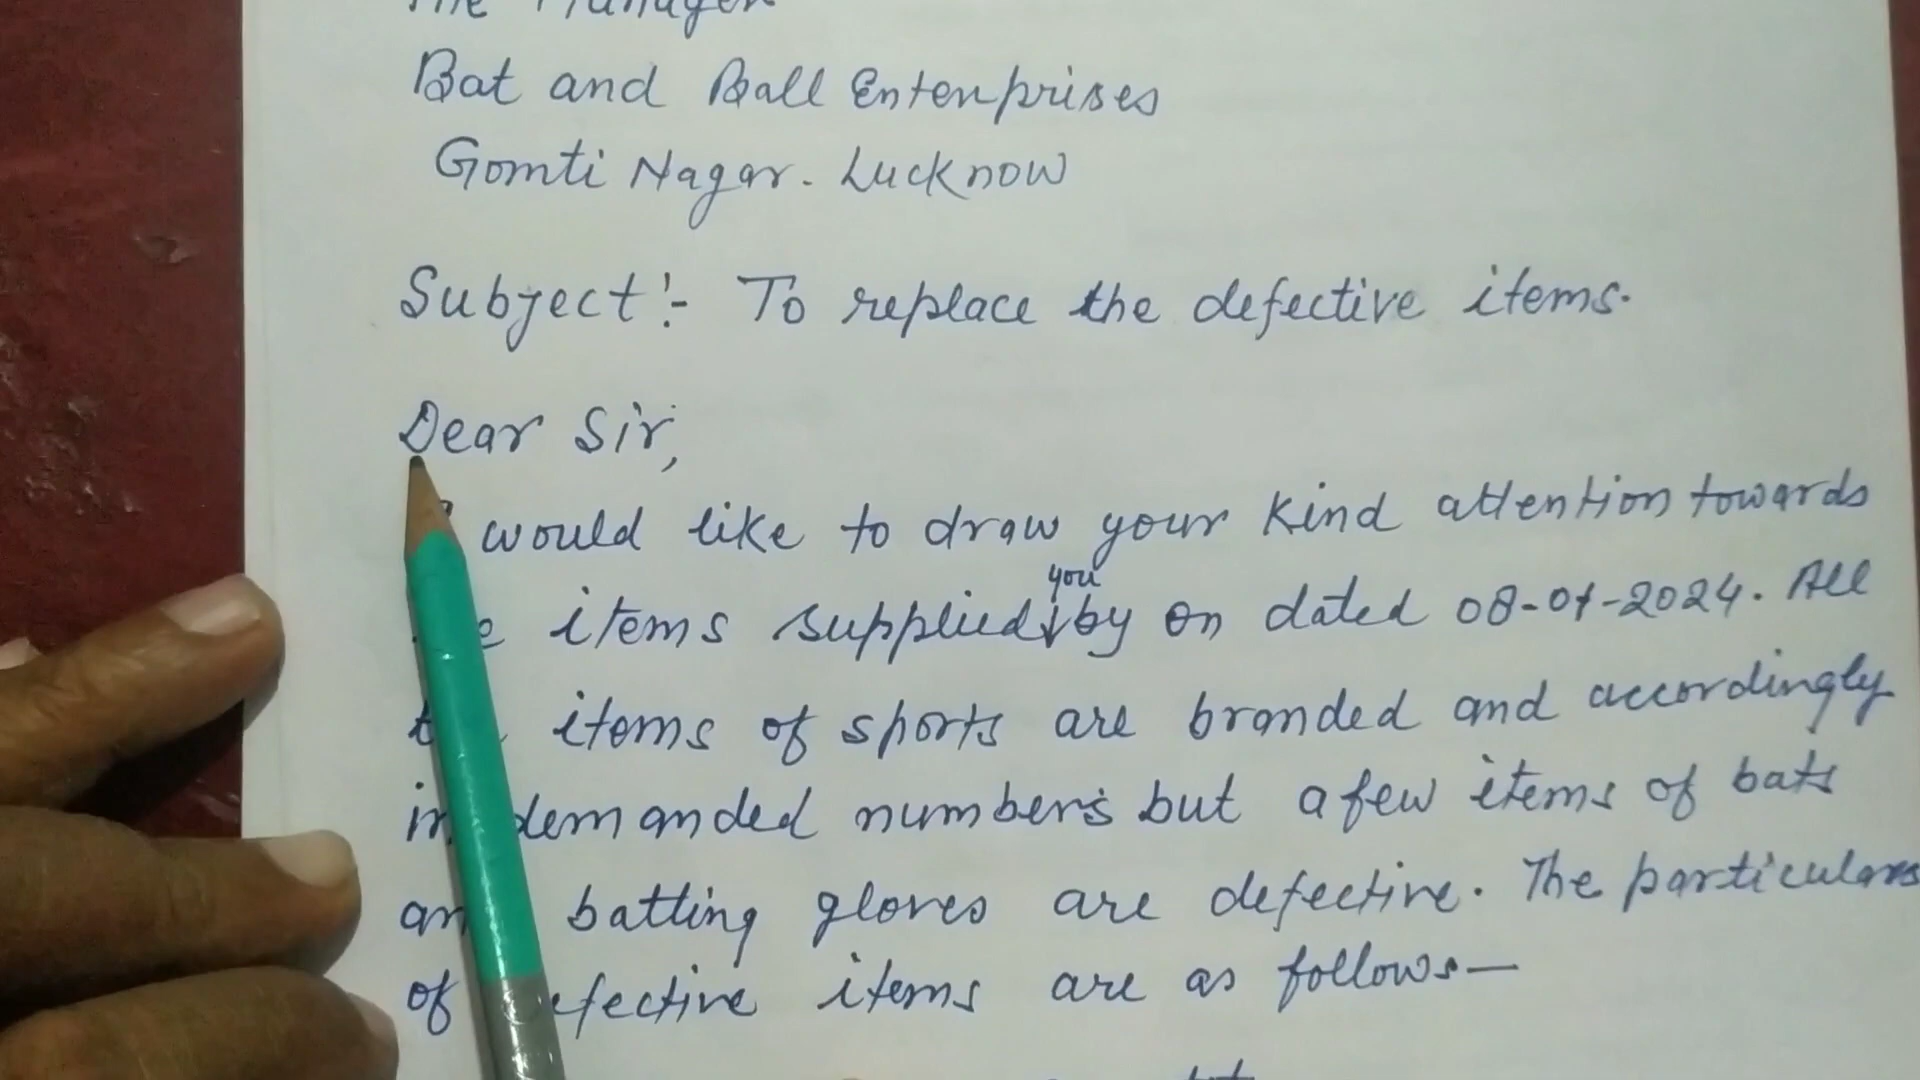 The Manager
Bat and Ball Enterprises
Gomti Nagar. Lucknow
Subject:- To replace the defective items.
Dear Sir,
would like to draw your kind attention towards
you
items supplied by on dated 08-01-2024. All
items of sports are branded and accordingly
in demanded numbers but a few items of bats
batting gloves are defective. The particulars
of items are as follows—